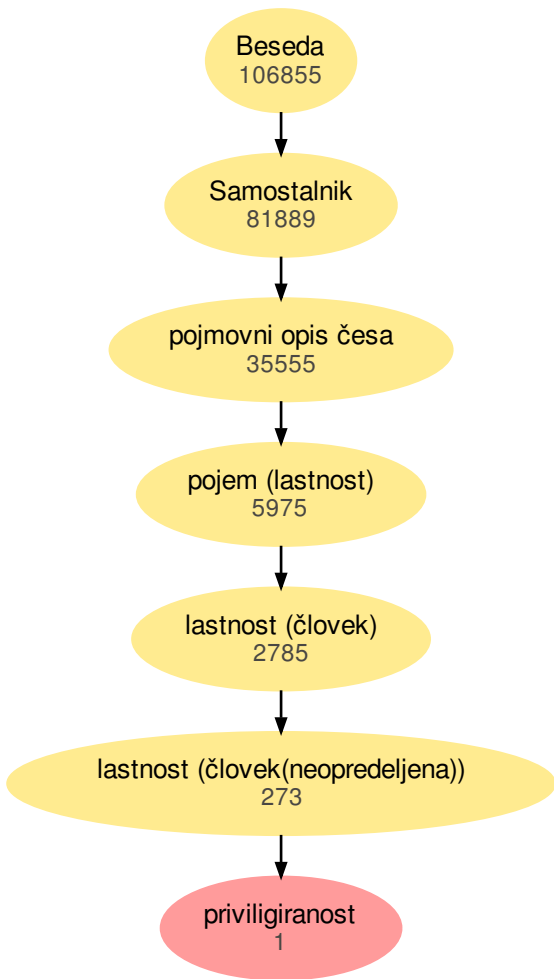 Beseda
106855
Samostalnik
81889
pojmovni opis česa
35555
pojem (lastnost)
5975
lastnost (človek)
2785
lastnost (človek(neopredeljena))
273
priviligiranost
1